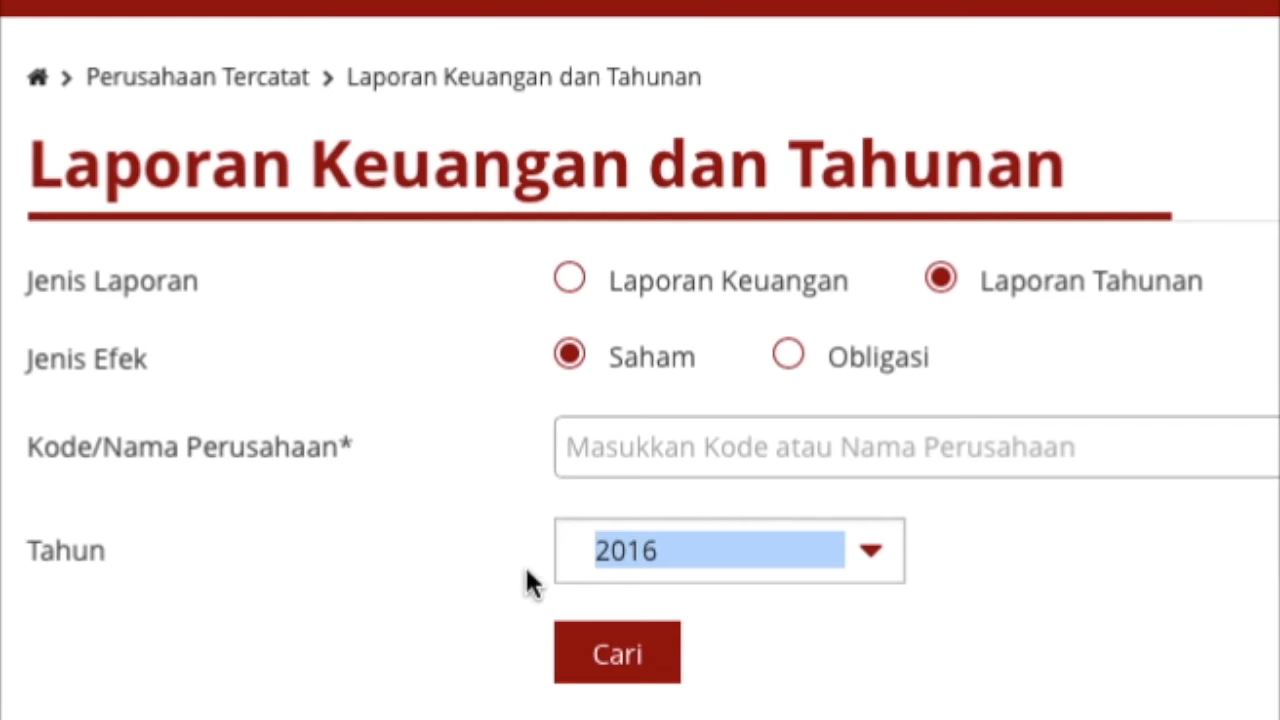 Perusahaan Tercatat > Laporan Keuangan dan Tahunan
Laporan Keuangan dan Tahunan
Jenis Laporan Laporan Keuangan Laporan Tahunan
Jenis Efek Saham Obligasi
Kode/Nama Perusahaan* Masukkan Kode atau Nama Perusahaan
Tahun 2016
Cari